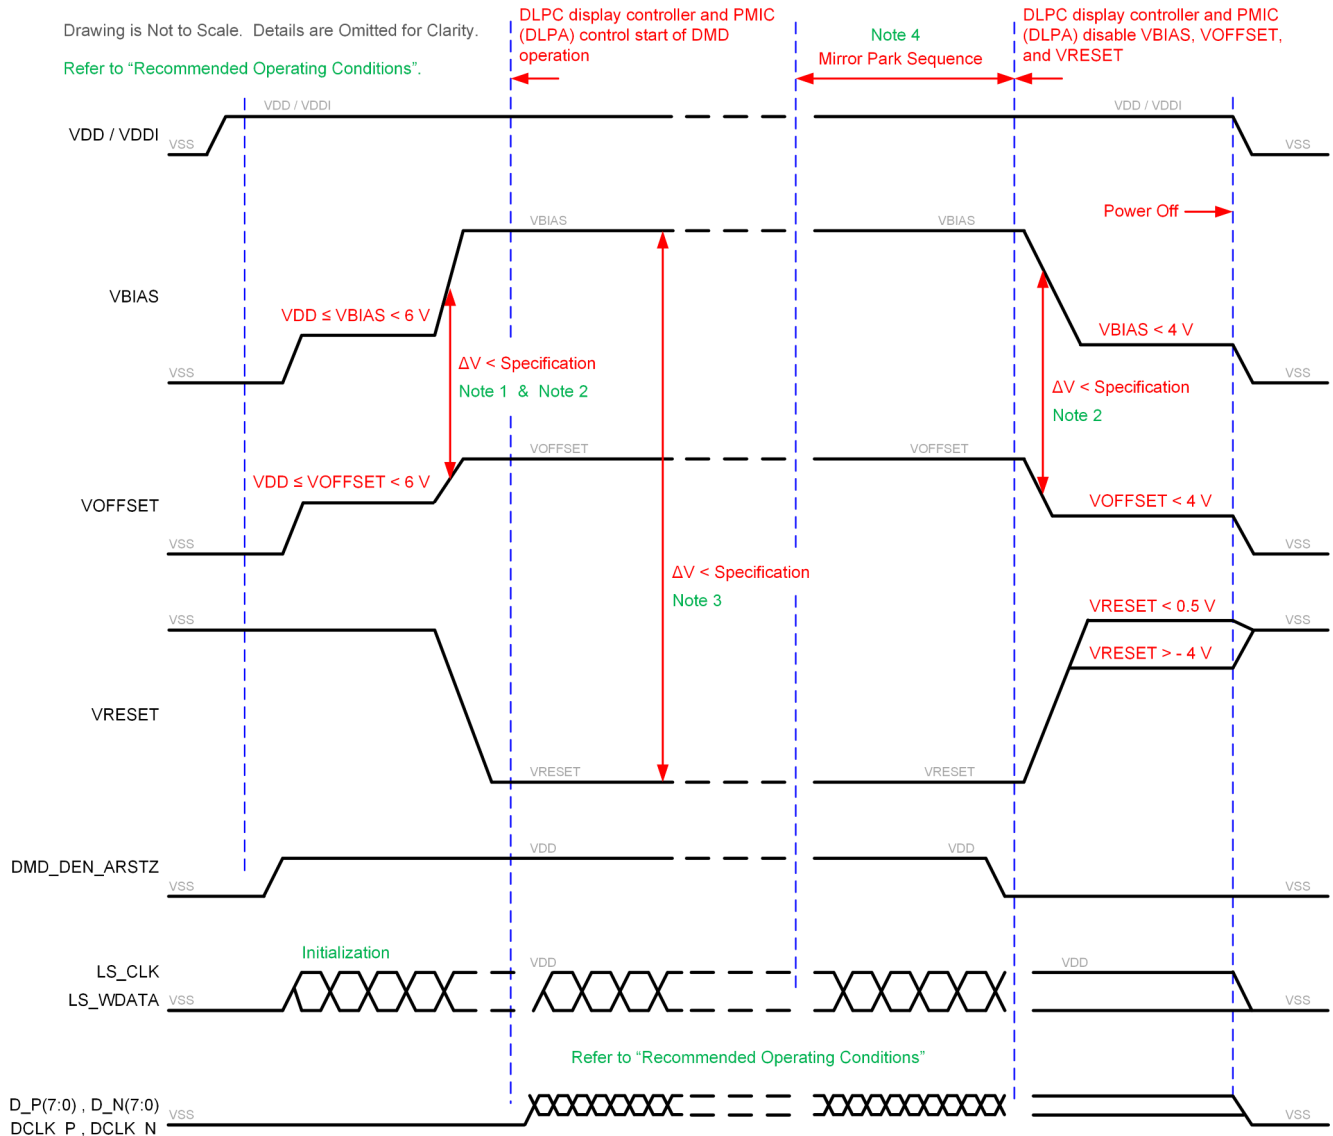 Drawing is Not to Scale.  Details are Omitted for Clarity.
Refer to “Recommended Operating Conditions”.
DLPC display controller and PMIC
(DLPA) control start of DMD
operation
Note 4
Mirror Park Sequence
DLPC display controller and PMIC
(DLPA) disable VBIAS, VOFFSET,
and VRESET
VDD / VDDI
VSS
VDD / VDDI
VDD / VDDI
VSS
Power Off
VBIAS
VSS
VDD ≤ VBIAS < 6 V
VBIAS
VBIAS
VBIAS < 4 V
VSS
ΔV < Specification
Note 1  &  Note 2
ΔV < Specification
Note 2
VOFFSET
VSS
VDD ≤ VOFFSET < 6 V
VOFFSET
VOFFSET
VOFFSET < 4 V
VSS
ΔV < Specification
Note 3
VRESET
VSS
VRESET
VRESET
VRESET < 0.5 V
VRESET > - 4 V
VSS
DMD_DEN_ARSTZ
VSS
VDD
VDD
VSS
Initialization
LS_CLK
LS_WDATA
VSS
VDD
VDD
VSS
Refer to “Recommended Operating Conditions”
D_P(7:0) , D_N(7:0)
DCLK_P , DCLK_N
VSS
VSS